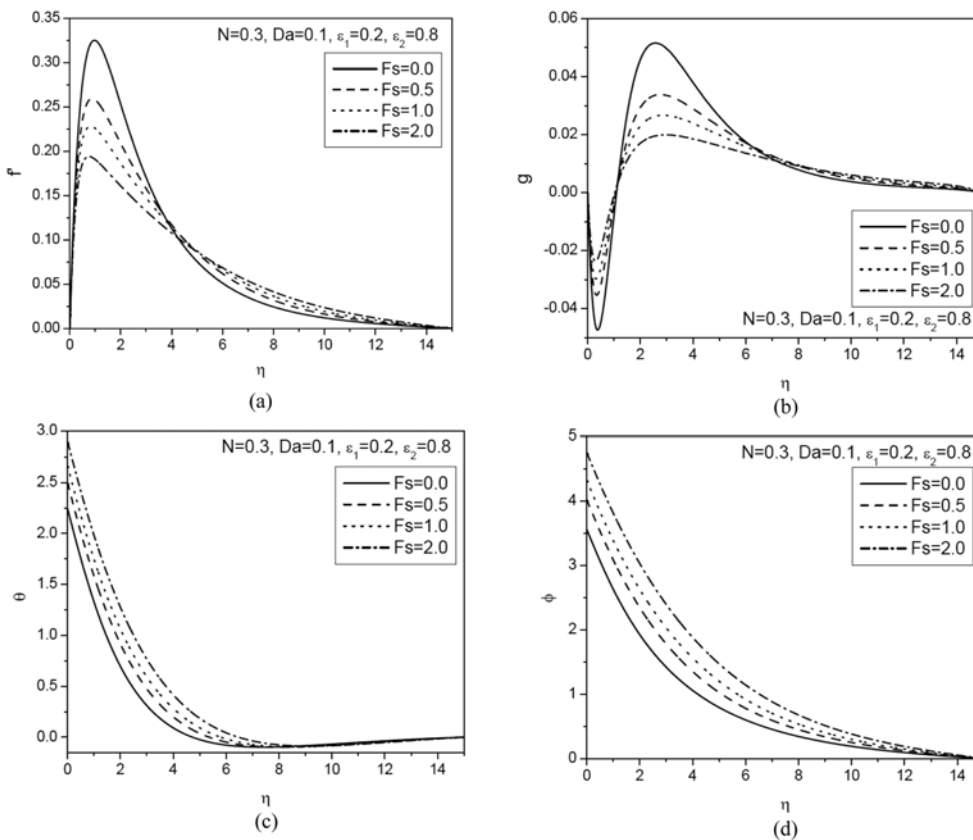 0.35
0.30
0.25
0.20
0.15
0.10
0.05
0.00
f'
N=0.3, Da=0.1, ε₁=0.2, ε₂=0.8
Fs=0.0
Fs=0.5
Fs=1.0
Fs=2.0
0 2 4 6 8 10 12 14
η
(a)
0.06
0.04
0.02
0.00
-0.02
-0.04
g
Fs=0.0
Fs=0.5
Fs=1.0
Fs=2.0
N=0.3, Da=0.1, ε₁=0.2, ε₂=0.8
0 2 4 6 8 10 12 14
η
(b)
3.0
2.5
2.0
1.5
1.0
0.5
0.0
θ
N=0.3, Da=0.1, ε₁=0.2, ε₂=0.8
Fs=0.0
Fs=0.5
Fs=1.0
Fs=2.0
0 2 4 6 8 10 12 14
η
(c)
5
4
3
2
1
0
ϕ
N=0.3, Da=0.1, ε₁=0.2, ε₂=0.8
Fs=0.0
Fs=0.5
Fs=1.0
Fs=2.0
0 2 4 6 8 10 12 14
η
(d)